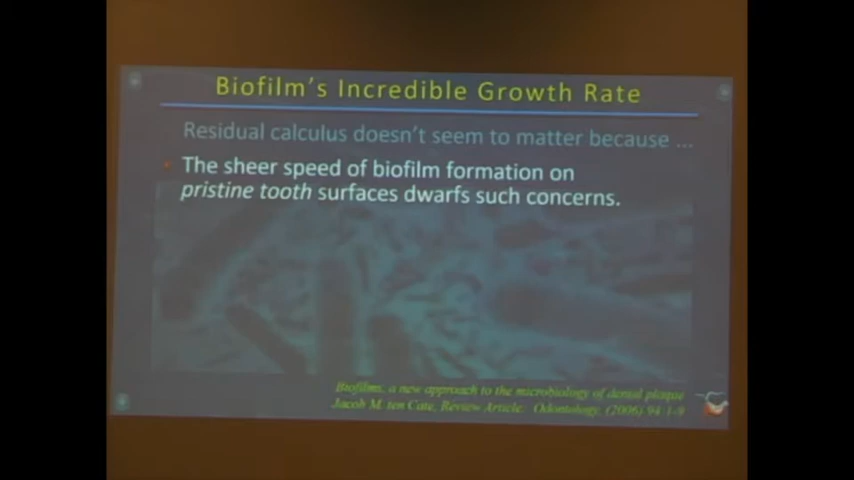 Biofilm's Incredible Growth Rate
Residual calculus doesn't seem to matter because ...
The sheer speed of biofilm formation on
pristine tooth surfaces dwarfs such concerns.
Biofilms, a new approach to the microbiology of dental plaque
Jacob M. ten Cate, Review Article. Odontology, (2006) 94:1-9